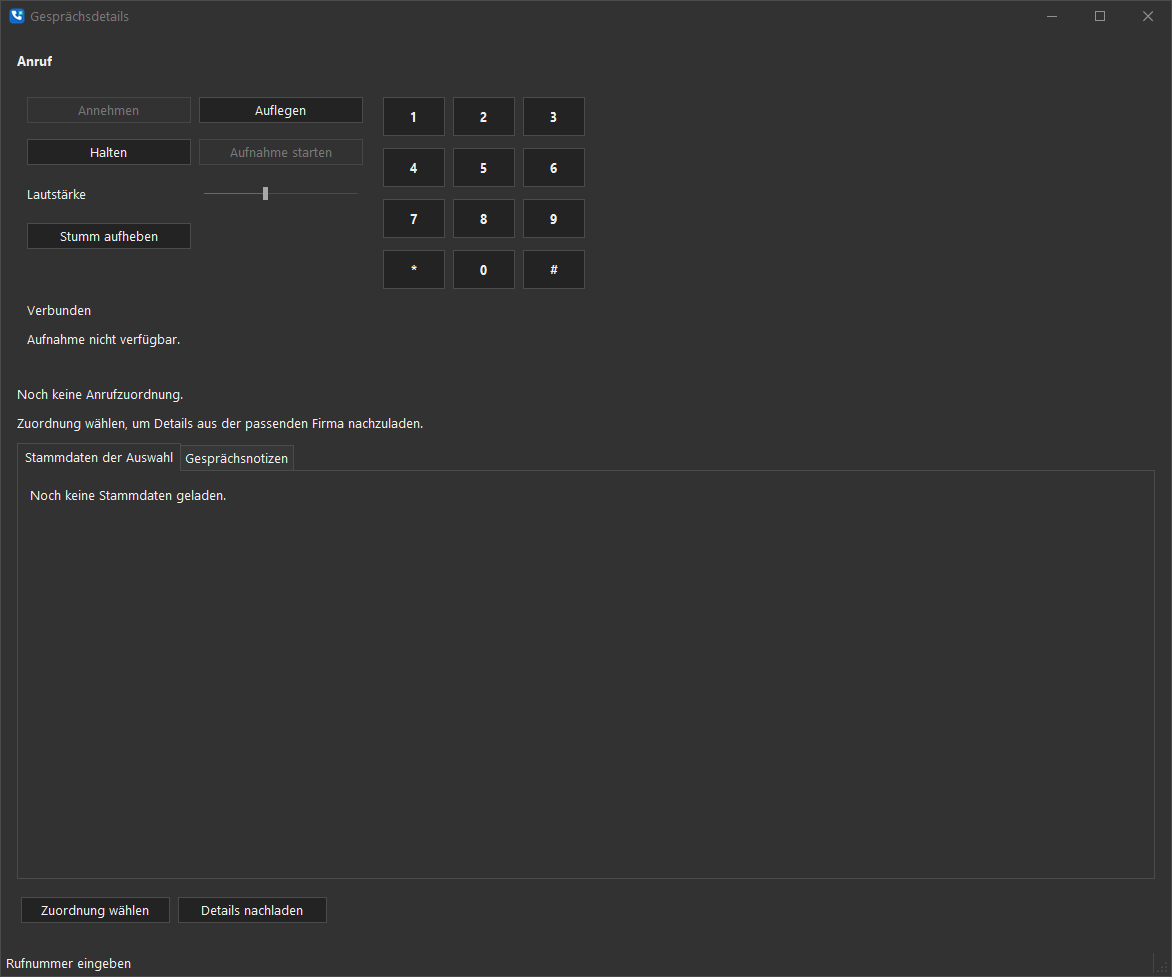 Gesprächsdetails
Anruf
Annehmen
Auflegen
1
2
3
Halten
Aufnahme starten
4
5
6
Lautstärke
7
8
9
Stumm aufheben
*
0
#
Verbunden
Aufnahme nicht verfügbar.
Noch keine Anrufzuordnung.
Zuordnung wählen, um Details aus der passenden Firma nachzuladen.
Stammdaten der Auswahl
Gesprächsnotizen
Noch keine Stammdaten geladen.
Zuordnung wählen
Details nachladen
Rufnummer eingeben